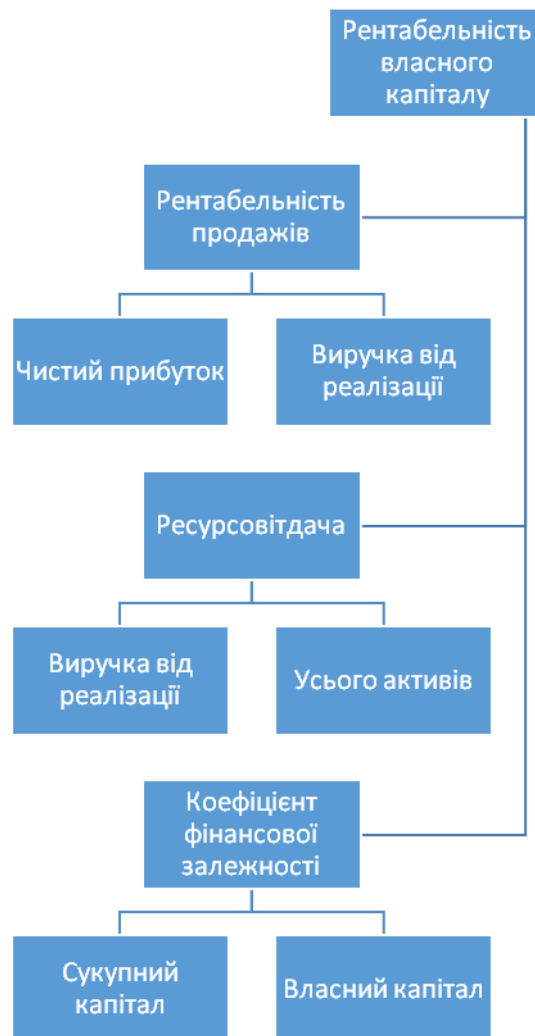 Рентабельність
власного
капіталу
Рентабельність
продажів
Чистий прибуток
Виручка від
реалізації
Ресурсовітдача
Виручка від
реалізації
Усього активів
Коефіцієнт
фінансової
залежності
Сукупний
капітал
Власний капітал